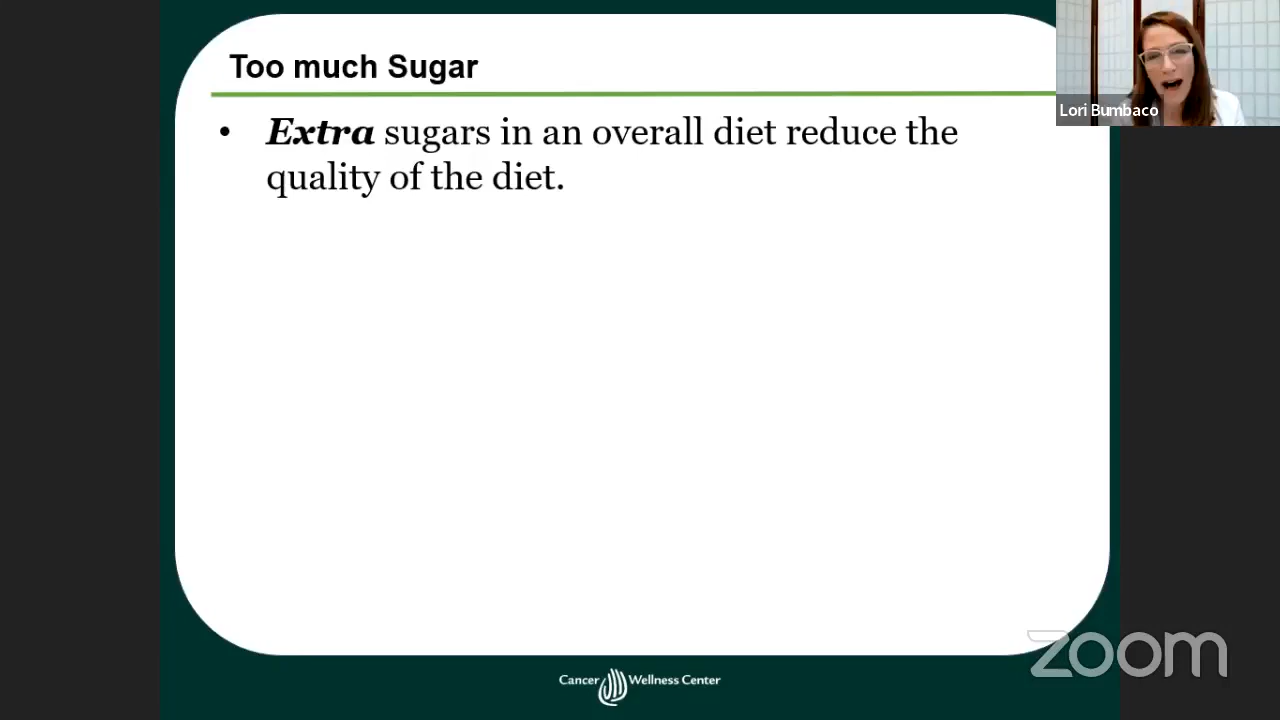 Too much Sugar
Lori Bumbaco
• Extra sugars in an overall diet reduce the
quality of the diet.
zoom
Cancer Wellness Center